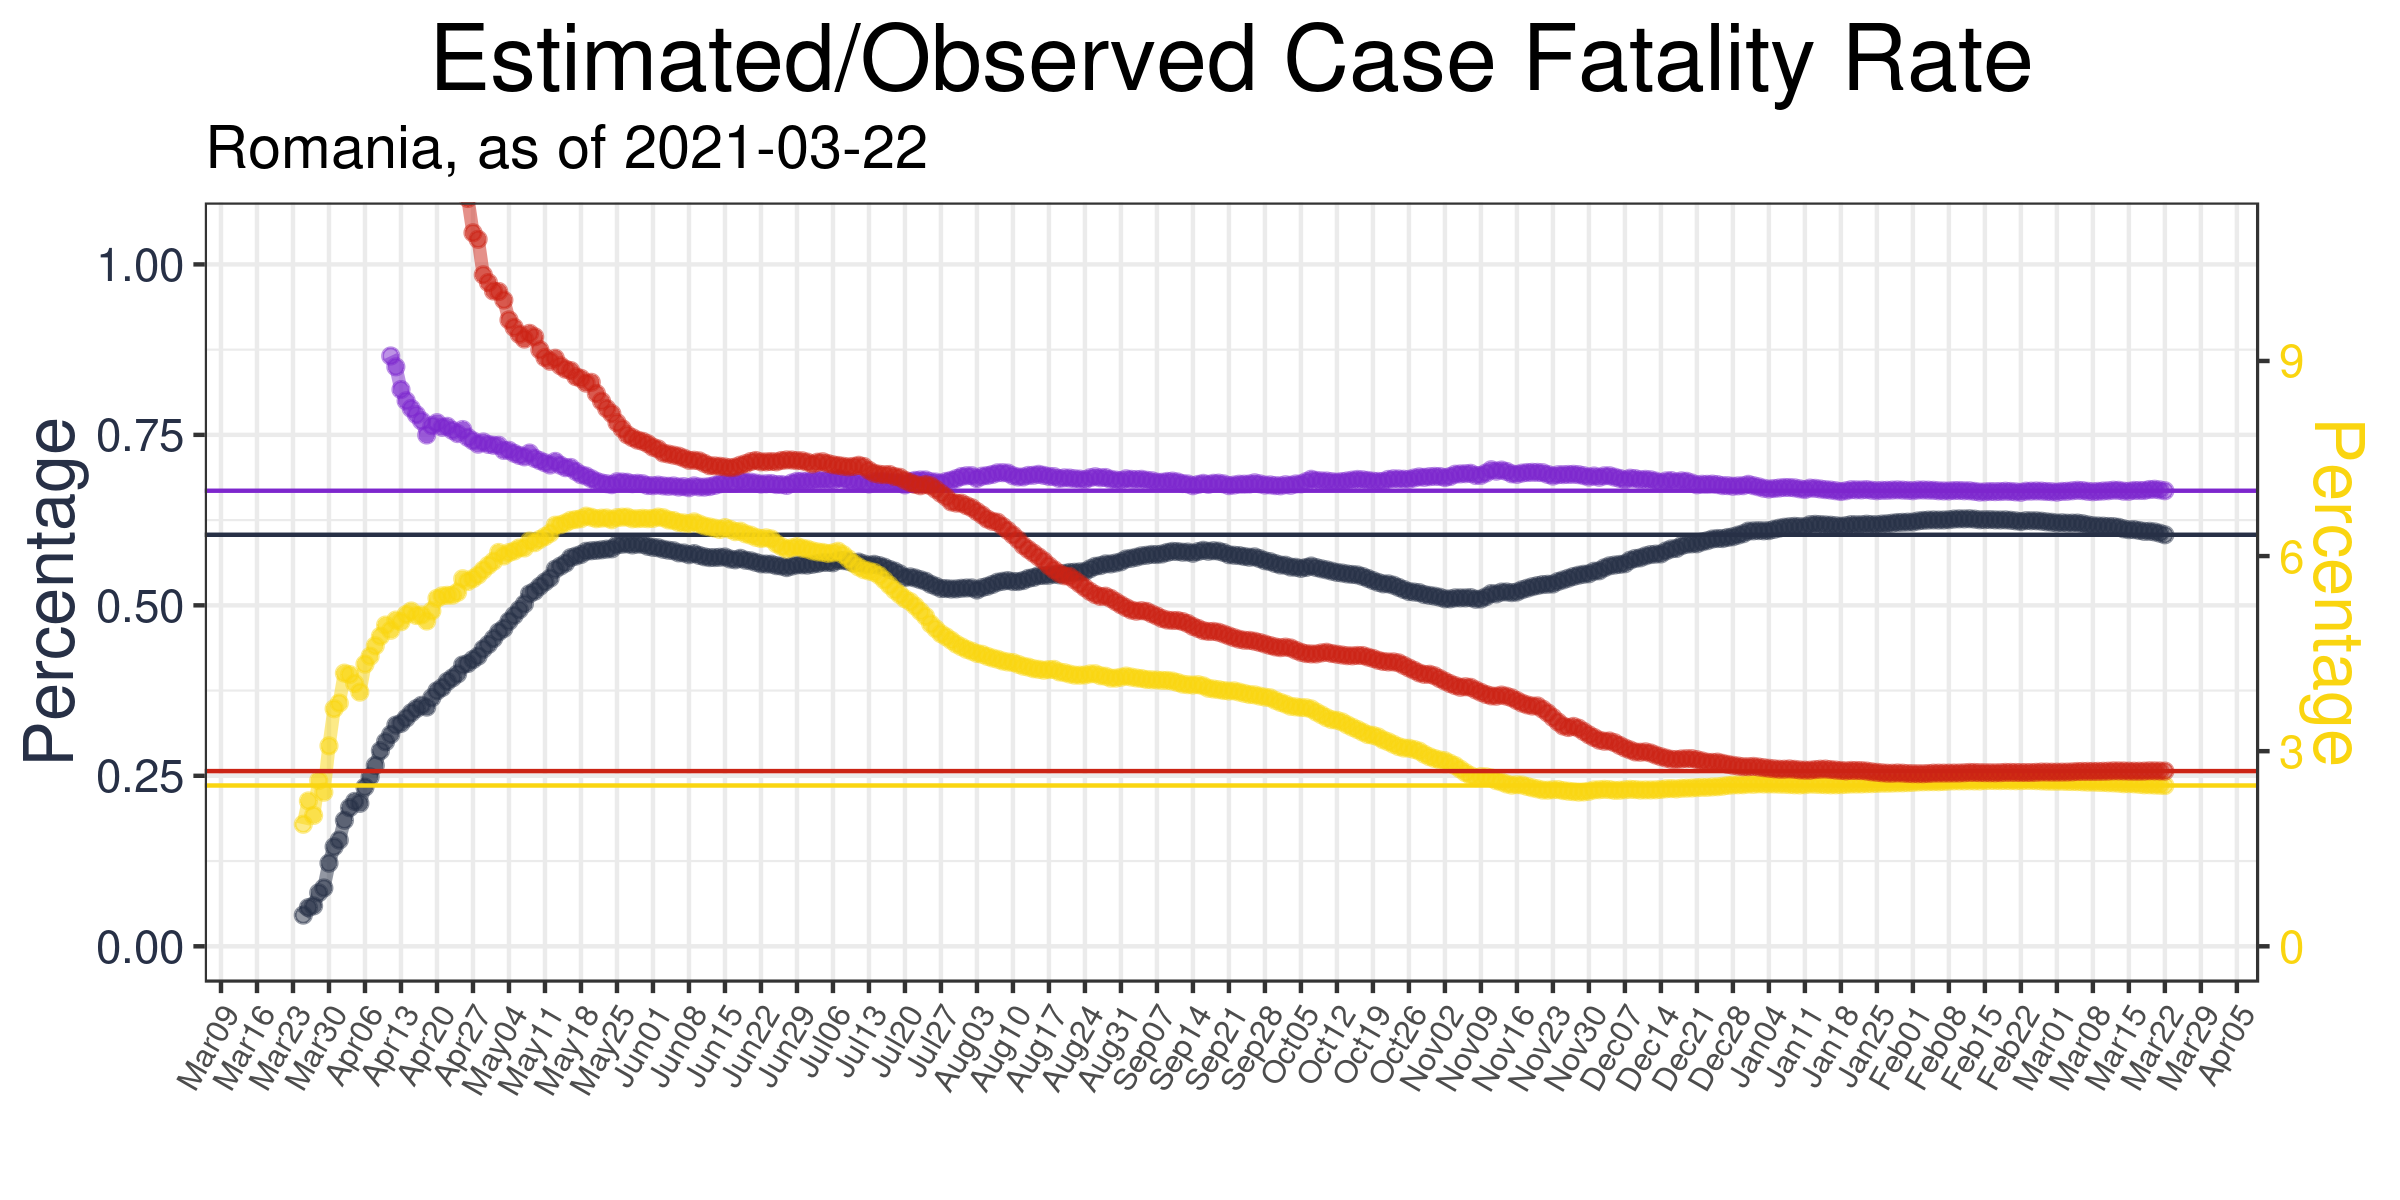 Estimated/Observed Case Fatality Rate
Romania, as of 2021-03-22
Percentage
1.00
0.75
0.50
0.25
0.00
9
6
3
0
Percentage
Mar09
Mar16
Mar23
Mar30
Apr06
Apr13
Apr20
Apr27
May04
May11
May18
May25
Jun01
Jun08
Jun15
Jun22
Jun29
Jul06
Jul13
Jul20
Jul27
Aug03
Aug10
Aug17
Aug24
Aug31
Sep07
Sep14
Sep21
Sep28
Oct05
Oct12
Oct19
Oct26
Nov02
Nov09
Nov16
Nov23
Nov30
Dec07
Dec14
Dec21
Dec28
Jan04
Jan11
Jan18
Jan25
Feb01
Feb08
Feb15
Feb22
Mar01
Mar08
Mar15
Mar22
Mar29
Apr05